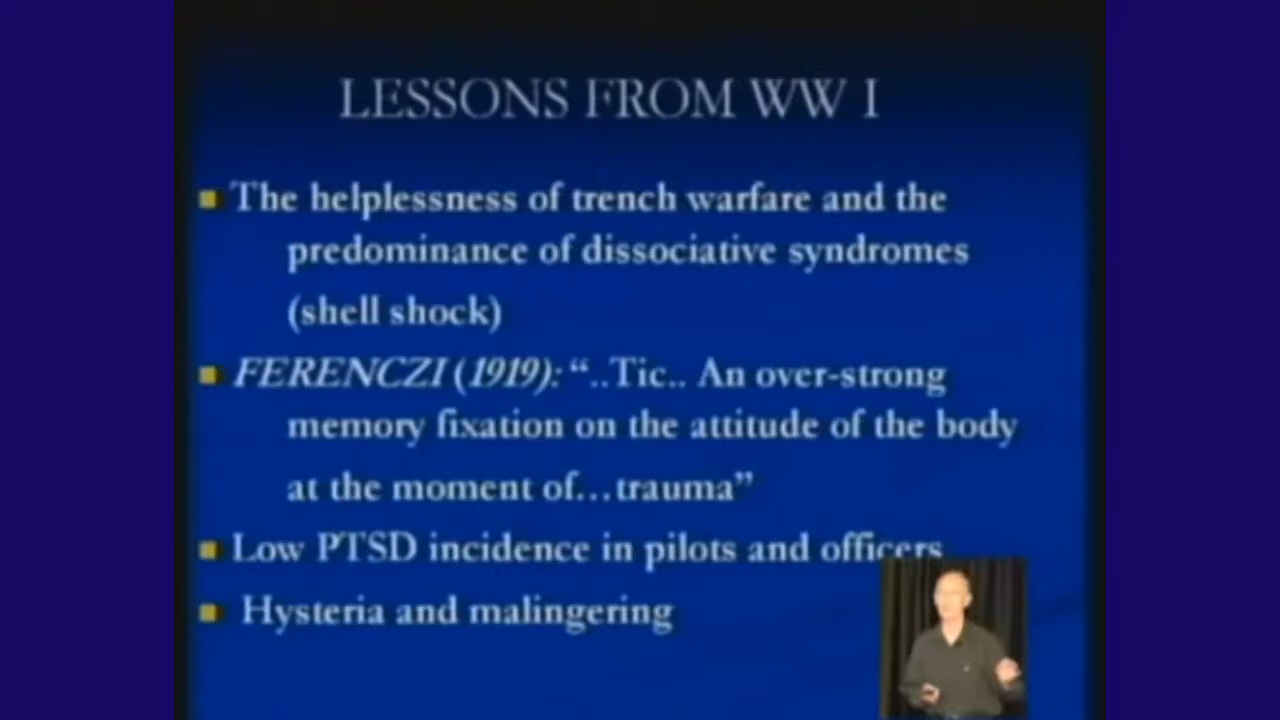 LESSONS FROM WW I
The helplessness of trench warfare and the
predominance of dissociative syndromes
(shell shock)
FERENCZI (1919): “..Tic.. An over-strong
memory fixation on the attitude of the body
at the moment of...trauma”
Low PTSD incidence in pilots and officers
Hysteria and malingering